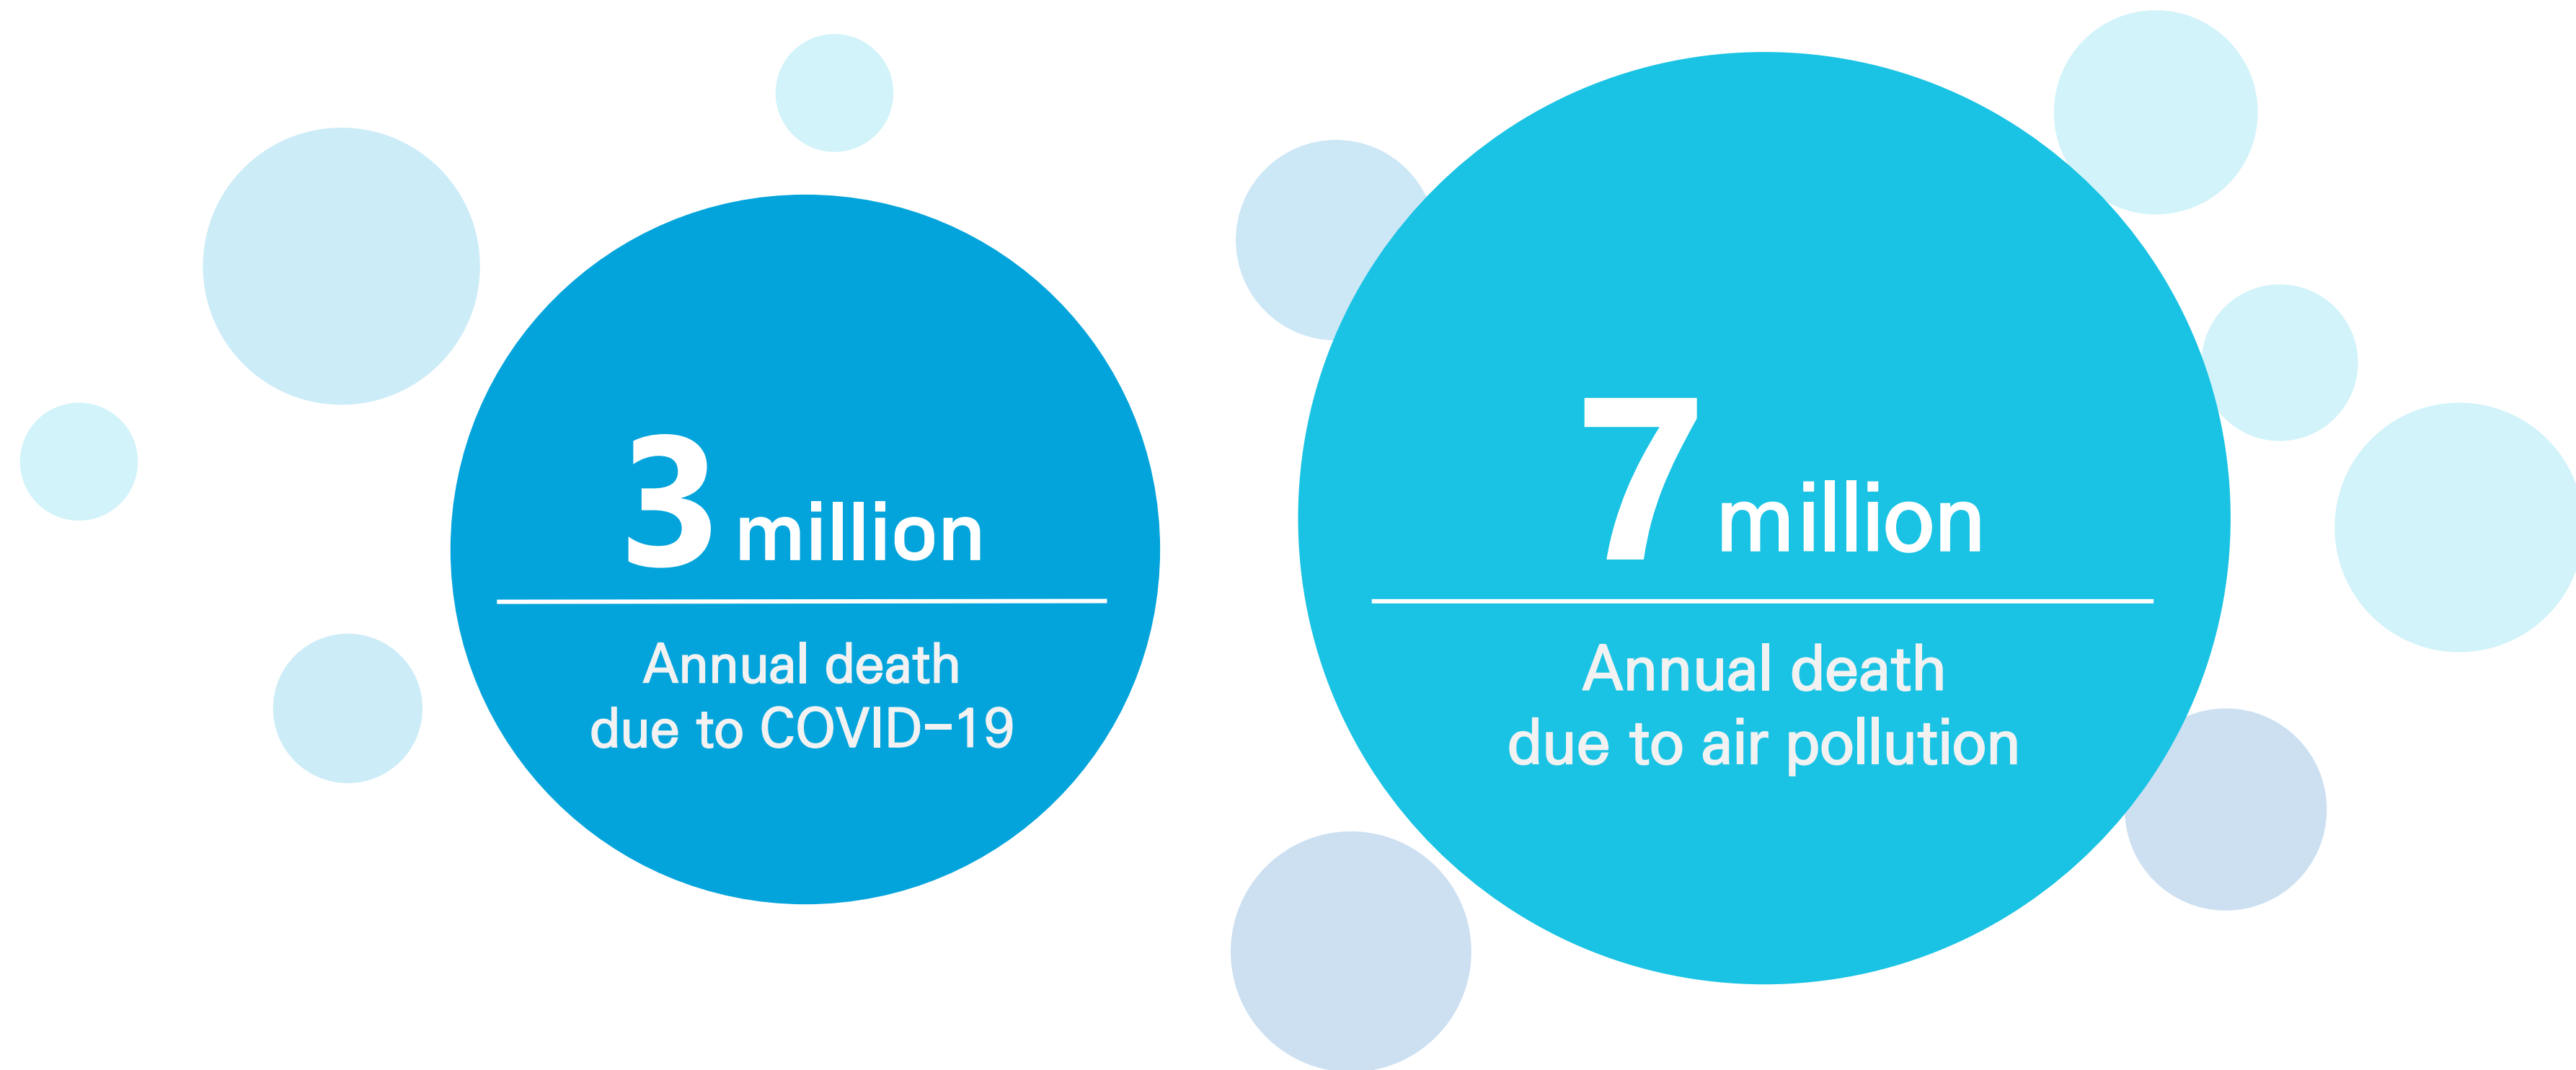 3 million
Annual death
due to COVID-19
7 million
Annual death
due to air pollution